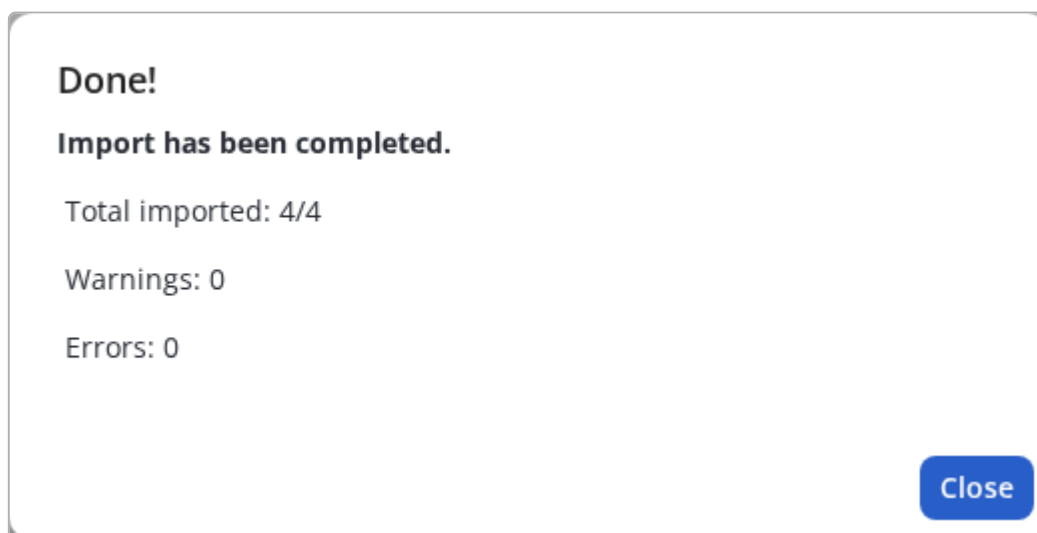 Done!
Import has been completed.
Total imported: 4/4
Warnings: 0
Errors: 0
Close